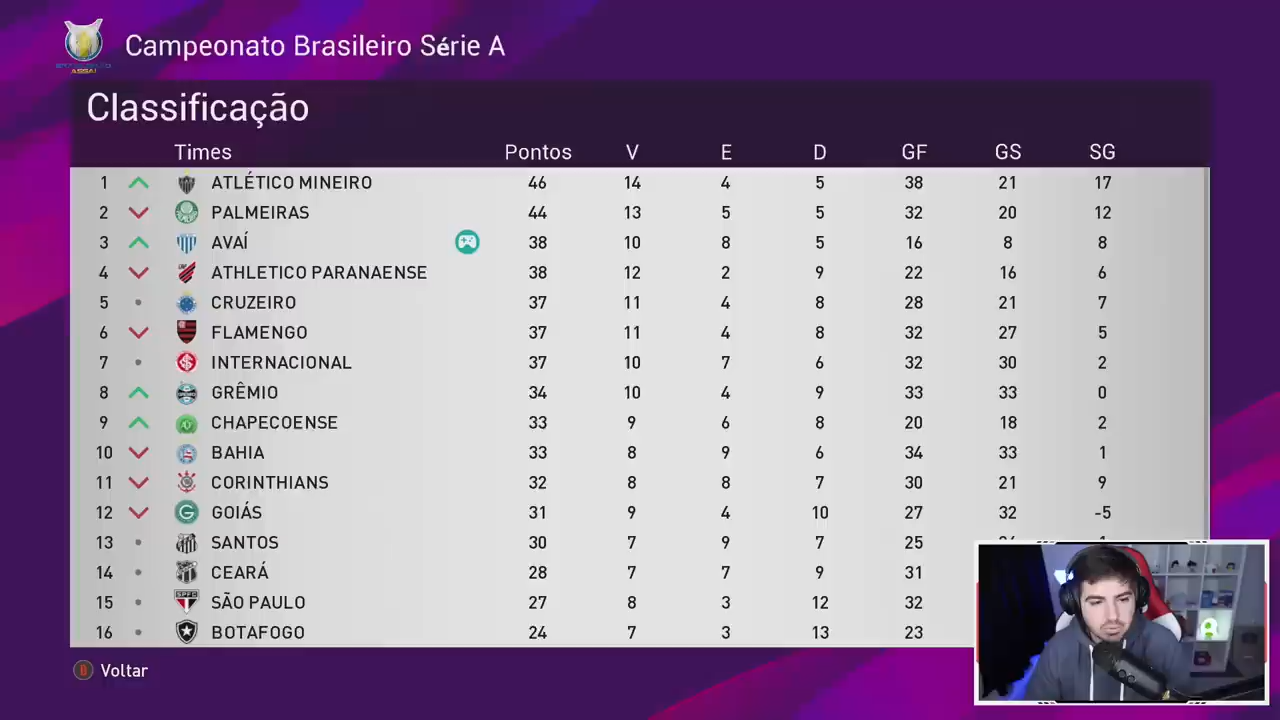 Campeonato Brasileiro Série A
Classificação
Times Pontos V E D GF GS SG
1 ATLÉTICO MINEIRO 46 14 4 5 38 21 17
2 PALMEIRAS 44 13 5 5 32 20 12
3 AVAÍ 38 10 8 5 16 8 8
4 ATHLETICO PARANAENSE 38 12 2 9 22 16 6
5 CRUZEIRO 37 11 4 8 28 21 7
6 FLAMENGO 37 11 4 8 32 27 5
7 INTERNACIONAL 37 10 7 6 32 30 2
8 GRÊMIO 34 10 4 9 33 33 0
9 CHAPECOENSE 33 9 6 8 20 18 2
10 BAHIA 33 8 9 6 34 33 1
11 CORINTHIANS 32 8 8 7 30 21 9
12 GOIÁS 31 9 4 10 27 32 -5
13 SANTOS 30 7 9 7 25
14 CEARÁ 28 7 7 9 31
15 SÃO PAULO 27 8 3 12 32
16 BOTAFOGO 24 7 3 13 23
B Voltar